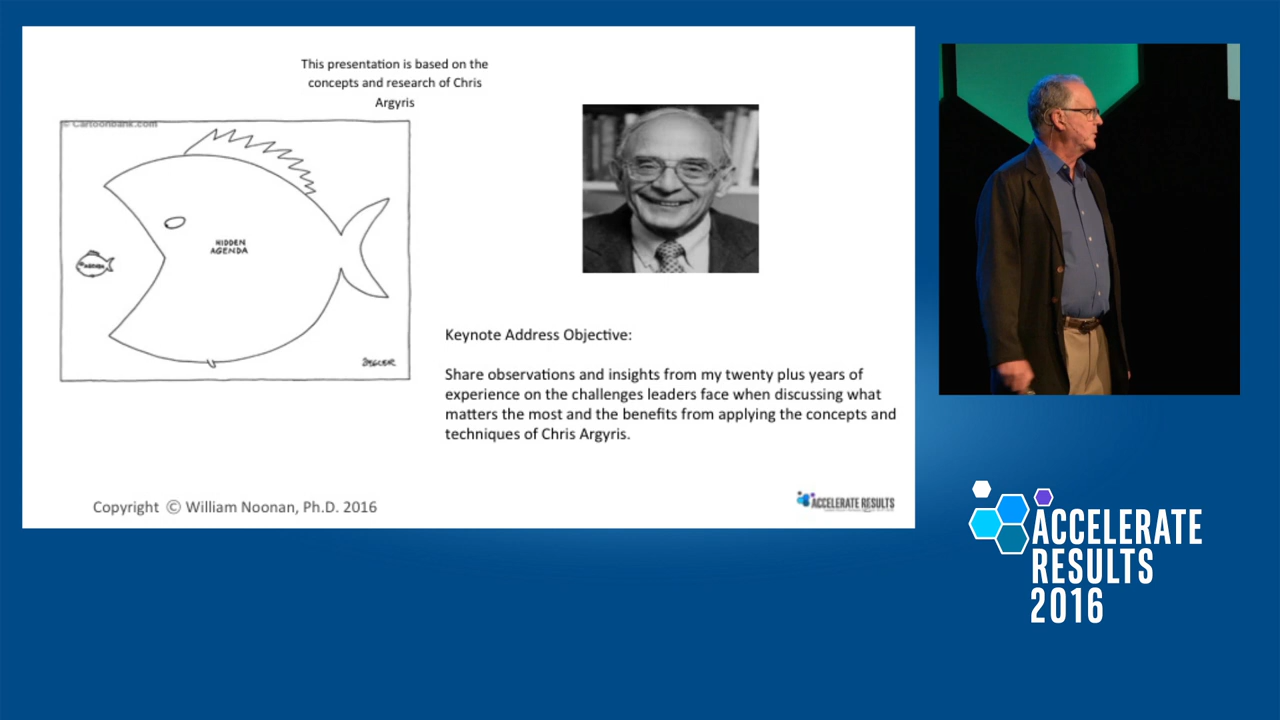 This presentation is based on the
concepts and research of Chris
Argyris
© Cartoonbank.com
HIDDEN
AGENDA
AGENDA
ZIEGLER
Keynote Address Objective:
Share observations and insights from my twenty plus years of
experience on the challenges leaders face when discussing what
matters the most and the benefits from applying the concepts and
techniques of Chris Argyris.
Copyright © William Noonan, Ph.D. 2016
ACCELERATE RESULTS
ACCELERATE
RESULTS
2016